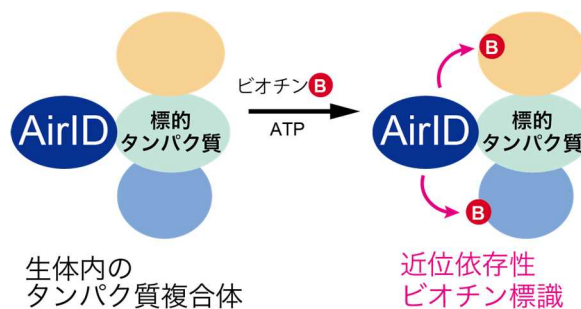 AirID
標的
タンパク質
ビオチンB
ATP
B
AirID
標的
タンパク質
B
生体内の
タンパク質複合体
近位依存性
ビオチン標識